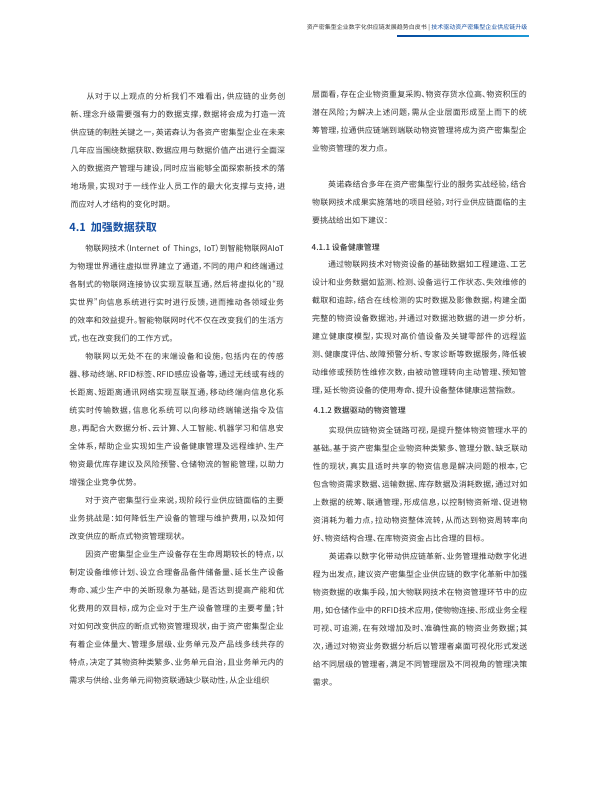 资产密集型企业数字化供应链发展趋势白皮书 | 技术驱动资产密集型企业供应链升级
从对于以上观点的分析我们不难看出，供应链的业务创
新、理念升级需要强有力的数据支撑，数据将会成为打造一流
供应链的制胜关键之一，英诺森认为各资产密集型企业在未来
几年应当围绕数据获取、数据应用与数据价值产出进行全面深
入的数据资产管理与建设，同时应当能够全面探索新技术的落
地场景，实现对于一线作业人员工作的最大化支撑与支持，进
而应对人才结构的变化时期。
4.1 加强数据获取
物联网技术（Internet of Things, IoT）到智能物联网AIoT
为物理世界通往虚拟世界建立了通道，不同的用户和终端通过
各制式的物联网连接协议实现互联互通，然后将虚拟化的“现
实世界”向信息系统进行实时进行反馈，进而推动各领域业务
的效率和效益提升。智能物联网时代不仅在改变我们的生活方
式，也在改变我们的工作方式。
物联网以无处不在的末端设备和设施，包括内在的传感
器、移动终端、RFID标签、RFID感应设备等，通过无线或有线的
长距离、短距离通讯网络实现互联互通，移动终端向信息化系
统实时传输数据，信息化系统可以向移动终端输送指令及信
息，再配合大数据分析、云计算、人工智能、机器学习和信息安
全体系，帮助企业实现如生产设备健康管理及远程维护、生产
物资最优库存建议及风险预警、仓储物流的智能管理，以助力
增强企业竞争优势。
对于资产密集型行业来说，现阶段行业供应链面临的主要
业务挑战是：如何降低生产设备的管理与维护费用，以及如何
改变供应的断点式物资管理现状。
因资产密集型企业生产设备存在生命周期较长的特点，以
制定设备维修计划、设立合理备品备件储备量、延长生产设备
寿命、减少生产中的关断现象为基础，是否达到提高产能和优
化费用的双目标，成为企业对于生产设备管理的主要考量；针
对如何改变供应的断点式物资管理现状，由于资产密集型企业
有着企业体量大、管理多层级、业务单元及产品线多线共存的
特点，决定了其物资种类繁多、业务单元自治，且业务单元内的
需求与供给、业务单元间物资联通缺少联动性，从企业组织
层面看，存在企业物资重复采购、物资存货水位高、物资积压的
潜在风险；为解决上述问题，需从企业层面形成至上而下的统
筹管理，拉通供应链端到端联动物资管理将成为资产密集型企
业物资管理的发力点。
英诺森结合多年在资产密集型行业的服务实战经验，结合
物联网技术成果实施落地的项目经验，对行业供应链面临的主
要挑战给出如下建议：
4.1.1 设备健康管理
通过物联网技术对物资设备的基础数据如工程建造、工艺
设计和业务数据如监测、检测、设备运行工作状态、失效维修的
截取和追踪，结合在线检测的实时数据及影像数据，构建全面
完整的物资设备数据池，并通过对数据池数据的进一步分析，
建立健康度模型，实现对高价值设备及关键零部件的远程监
测、健康度评估、故障预警分析、专家诊断等数据服务，降低被
动维修或预防性维修次数，由被动管理转向主动管理、预知管
理，延长物资设备的使用寿命、提升设备整体健康运营指数。
4.1.2 数据驱动的物资管理
实现供应链物资全链路可视，是提升整体物资管理水平的
基础。基于资产密集型企业物资种类繁多、管理分散、缺乏联动
性的现状，真实且适时共享的物资信息是解决问题的根本，它
包含物资需求数据、运输数据、库存数据及消耗数据，通过对如
上数据的统筹、联通管理，形成信息，以控制物资新增、促进物
资消耗为着力点，拉动物资整体流转，从而达到物资周转率向
好、物资结构合理、在库物资资金占比合理的目标。
英诺森以数字化带动供应链革新、业务管理推动数字化进
程为出发点，建议资产密集型企业供应链的数字化革新中加强
物资数据的收集手段，加大物联网技术在物资管理环节中的应
用，如仓储作业中的RFID技术应用，使物物连接、形成业务全程
可视、可追溯，在有效增加及时、准确性高的物资业务数据；其
次，通过对物资业务数据分析后以管理者桌面可视化形式发送
给不同层级的管理者，满足不同管理层及不同视角的管理决策
需求。